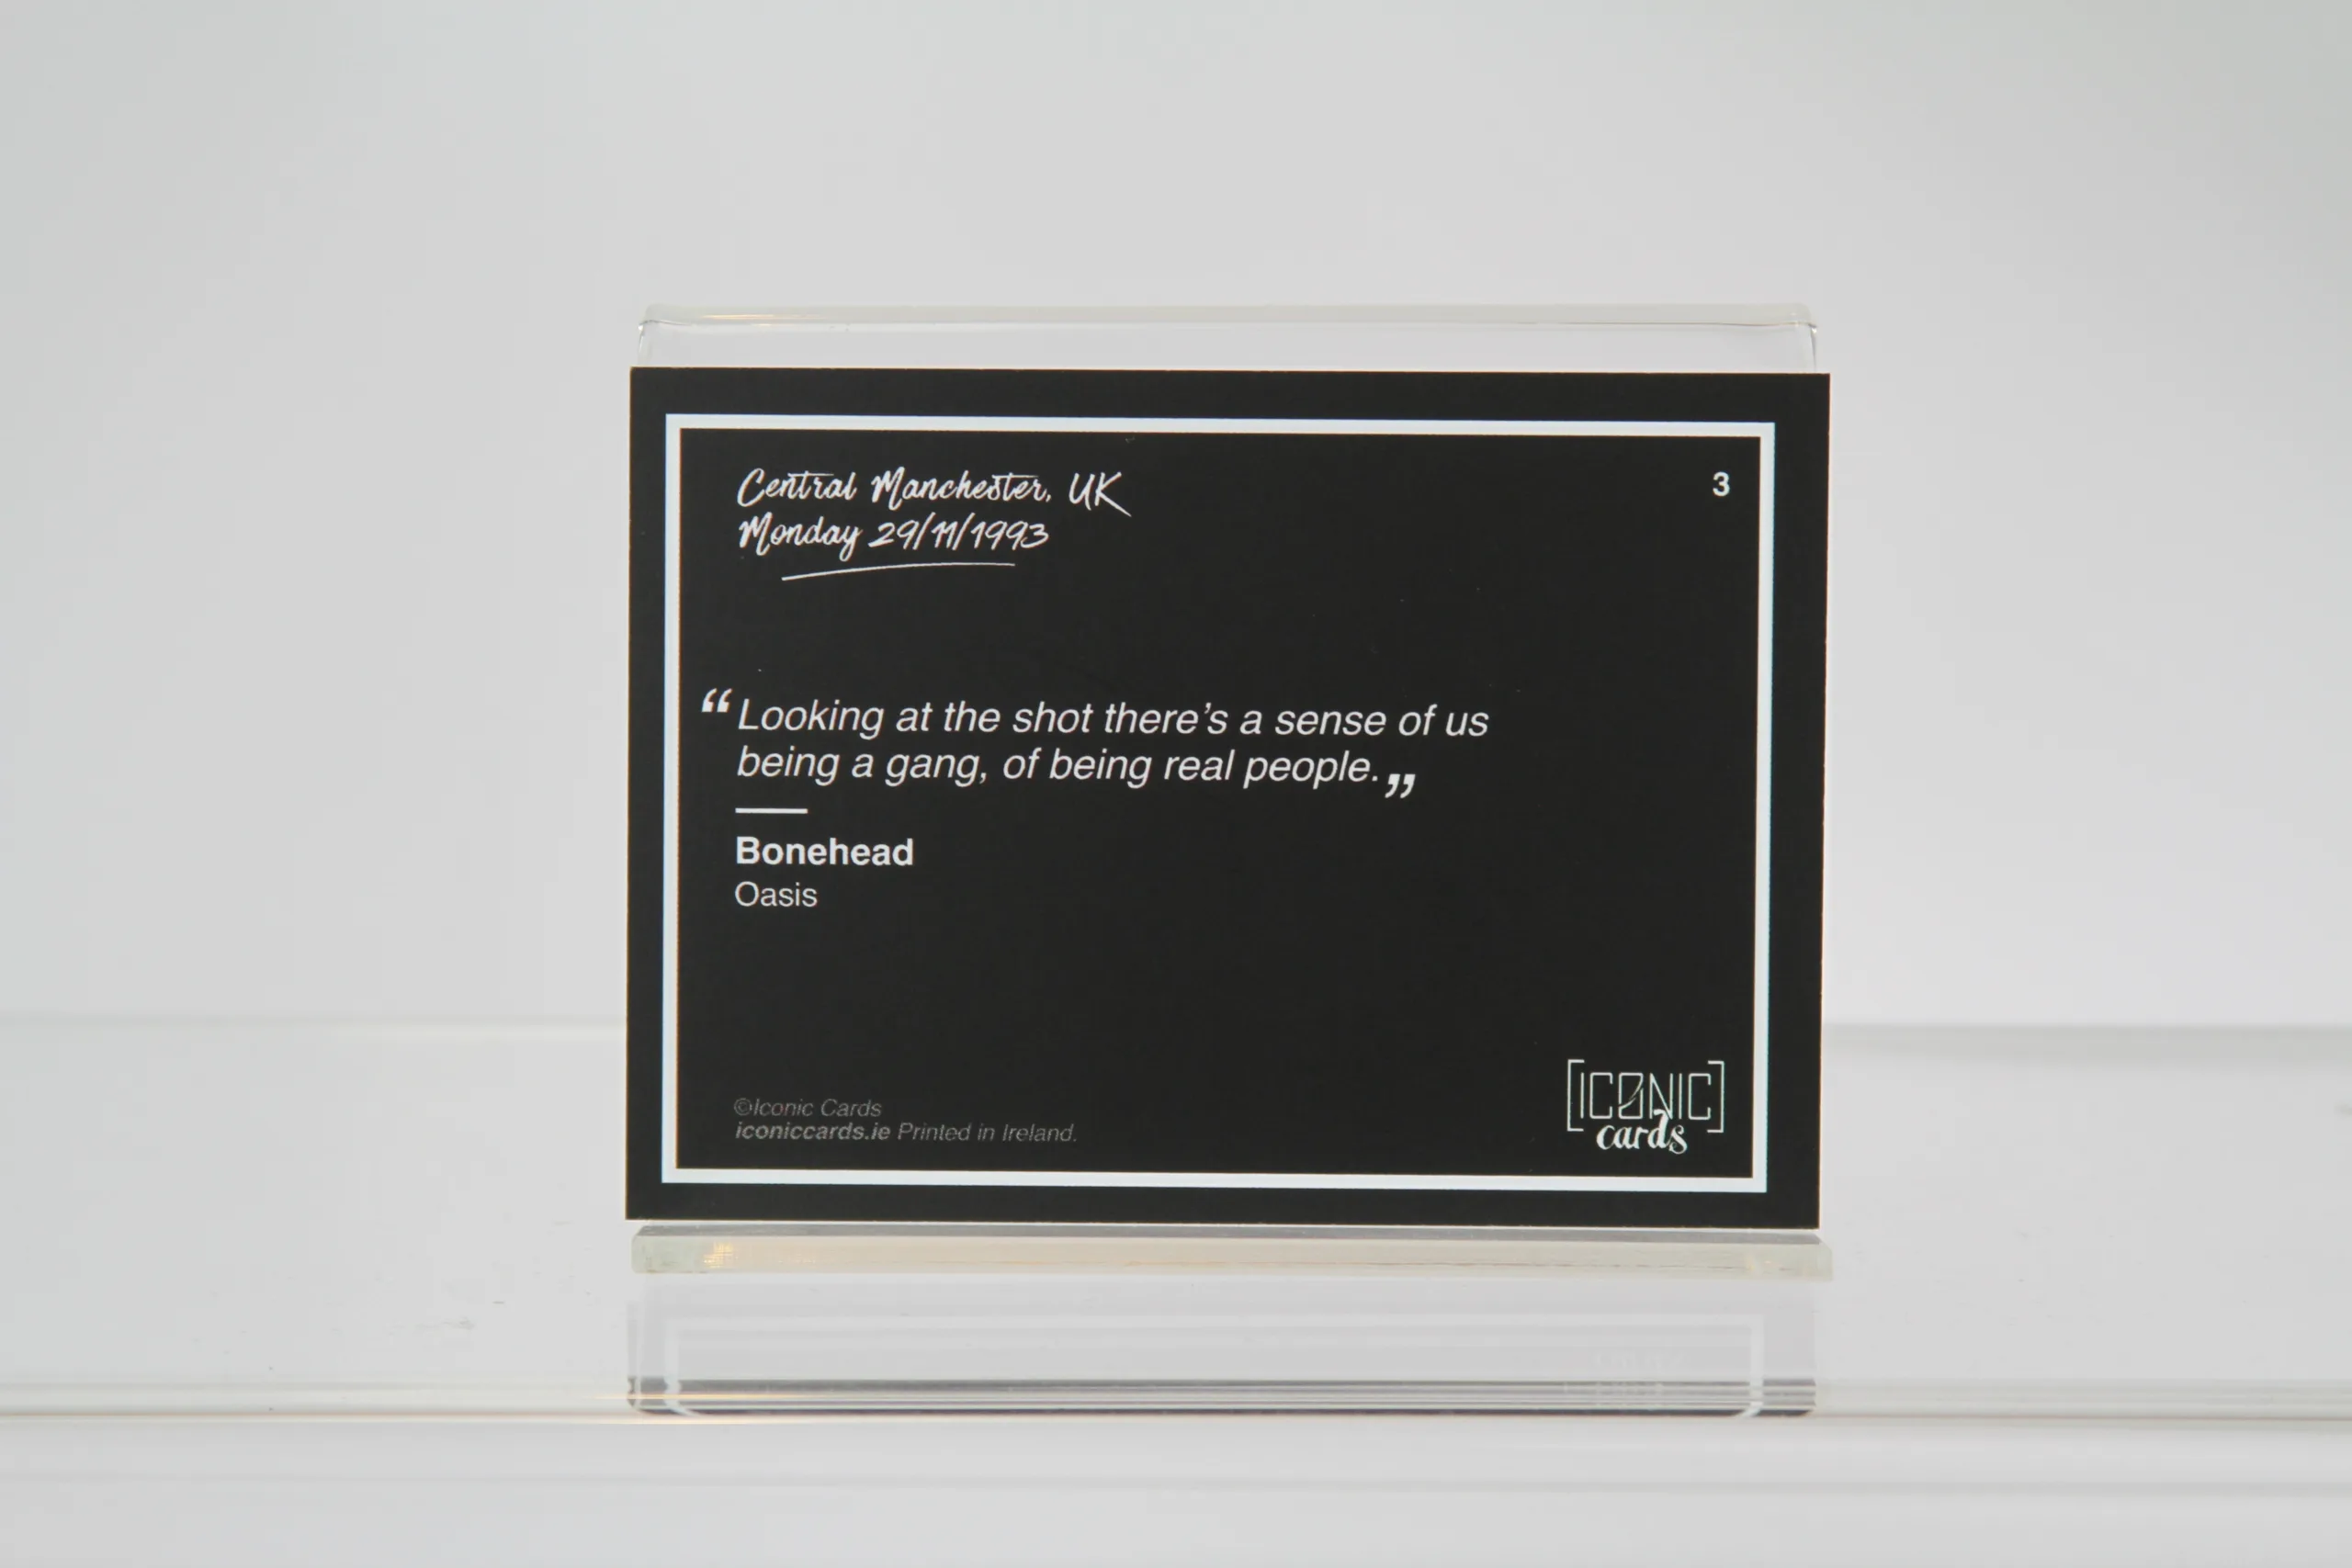 Central Manchester, UK
3
Monday 29/11/1993
“Looking at the shot there’s a sense of us
being a gang, of being real people.”
Bonehead
Oasis
©Iconic Cards
iconiccards.ie Printed in Ireland.
[ICONIC]
cards